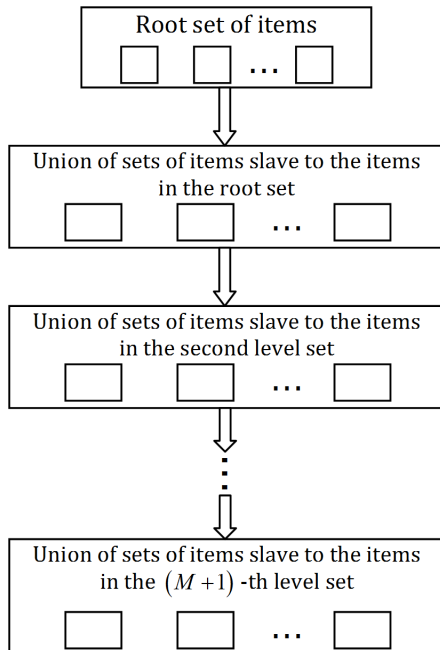 Root set of items
...
Union of sets of items slave to the items
in the root set
...
Union of sets of items slave to the items
in the second level set
...
Union of sets of items slave to the items
in the (M+1) -th level set
...